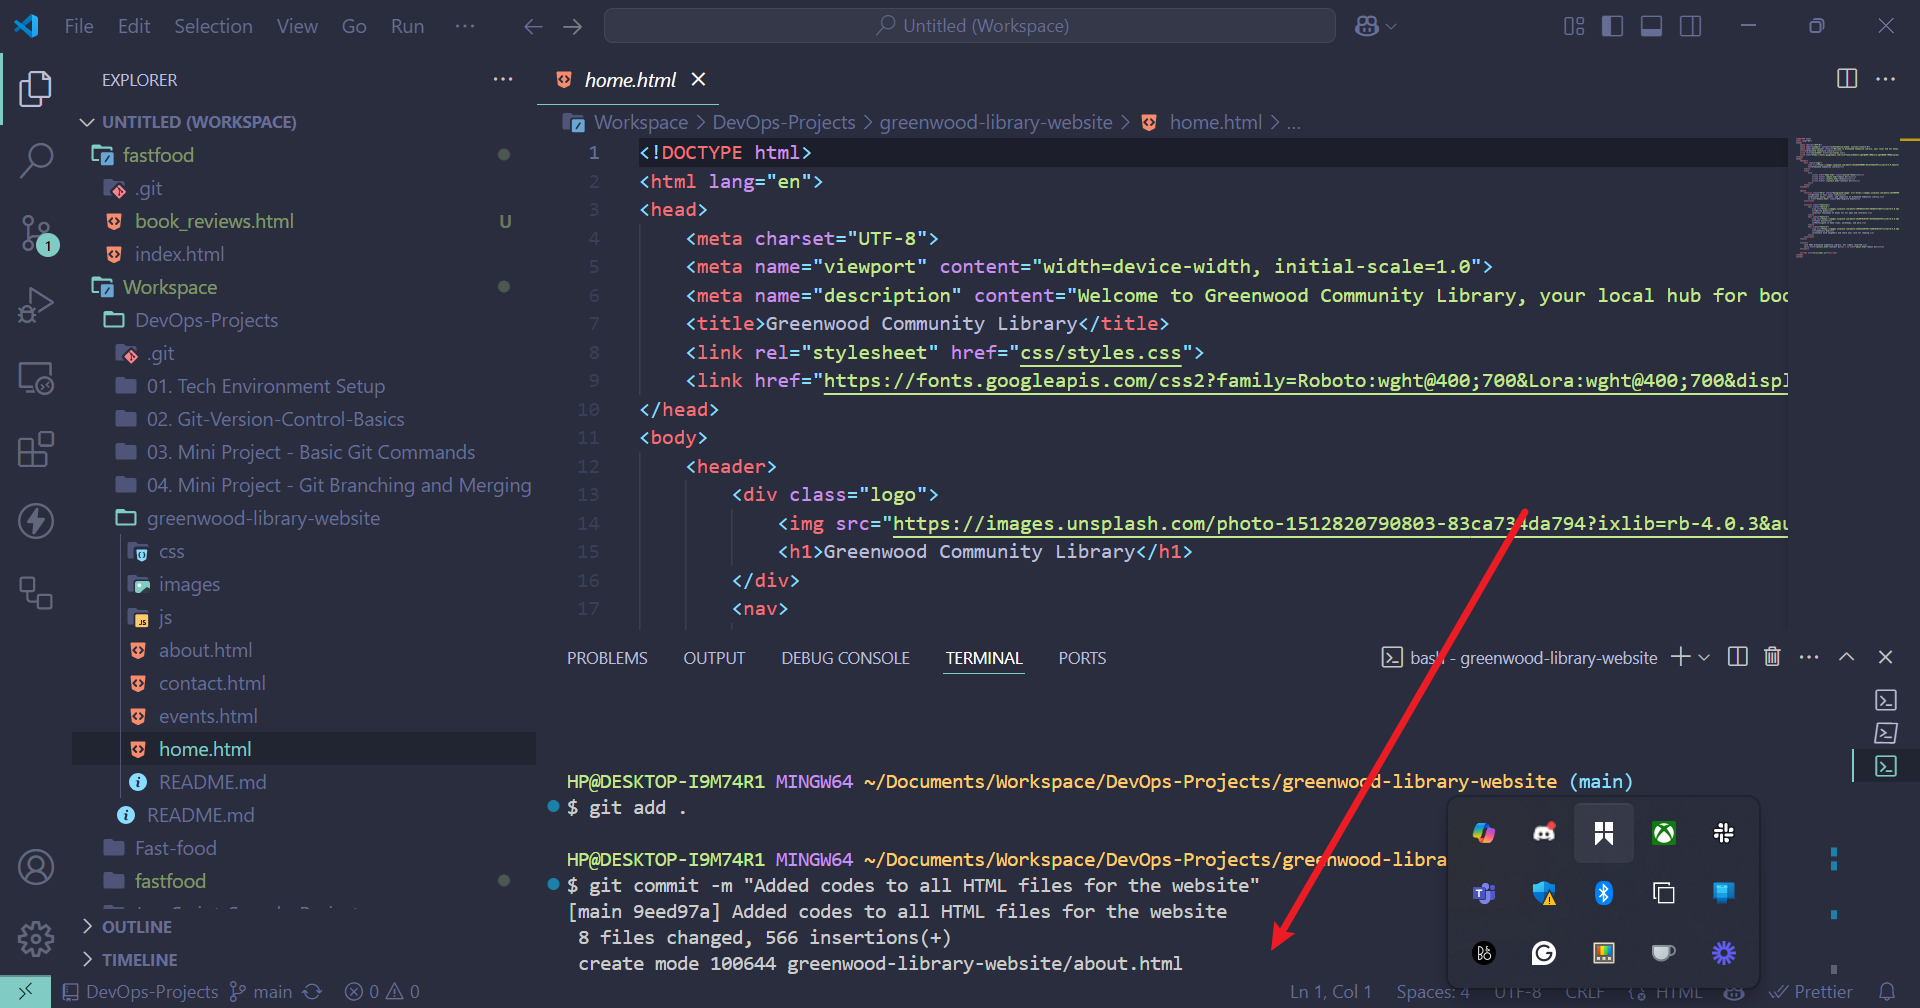 File Edit Selection View Go Run ···
Untitled (Workspace)
EXPLORER
UNTITLED (WORKSPACE)
fastfood
.git
book_reviews.html U
index.html
Workspace
DevOps-Projects
.git
01. Tech Environment Setup
02. Git-Version-Control-Basics
03. Mini Project - Basic Git Commands
04. Mini Project - Git Branching and Merging
greenwood-library-website
css
images
js
about.html
contact.html
events.html
home.html
README.md
README.md
Fast-food
fastfood
OUTLINE
TIMELINE
1
home.html
Workspace > DevOps-Projects > greenwood-library-website > home.html > ...
1 <!DOCTYPE html>
2 <html lang="en">
3 <head>
4 <meta charset="UTF-8">
5 <meta name="viewport" content="width=device-width, initial-scale=1.0">
6 <meta name="description" content="Welcome to Greenwood Community Library, your local hub for boo
7 <title>Greenwood Community Library</title>
8 <link rel="stylesheet" href="css/styles.css">
9 <link href="https://fonts.googleapis.com/css2?family=Roboto:wght@400;700&Lora:wght@400;700&displ
10 </head>
11 <body>
12 <header>
13 <div class="logo">
14 <img src="https://images.unsplash.com/photo-1512820790803-83ca734da794?ixlib=rb-4.0.3&au
15 <h1>Greenwood Community Library</h1>
16 </div>
17 <nav>
PROBLEMS OUTPUT DEBUG CONSOLE TERMINAL PORTS
bash - greenwood-library-website
HP@DESKTOP-I9M74R1 MINGW64 ~/Documents/Workspace/DevOps-Projects/greenwood-library-website (main)
$ git add .
HP@DESKTOP-I9M74R1 MINGW64 ~/Documents/Workspace/DevOps-Projects/greenwood-libra
$ git commit -m "Added codes to all HTML files for the website"
[main 9eed97a] Added codes to all HTML files for the website
8 files changed, 566 insertions(+)
create mode 100644 greenwood-library-website/about.html
DevOps-Projects main 0 0
Ln 1, Col 1 Spaces: 4 UTF-8 CRLF HTML Prettier